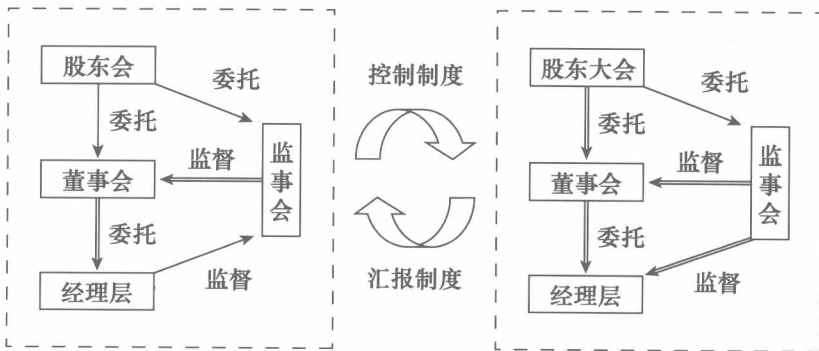 股东会
委托
委托
董事会
监督
监事会
委托
经理层
监督
控制制度
汇报制度
股东大会
委托
委托
董事会
监督
监事会
委托
经理层
监督